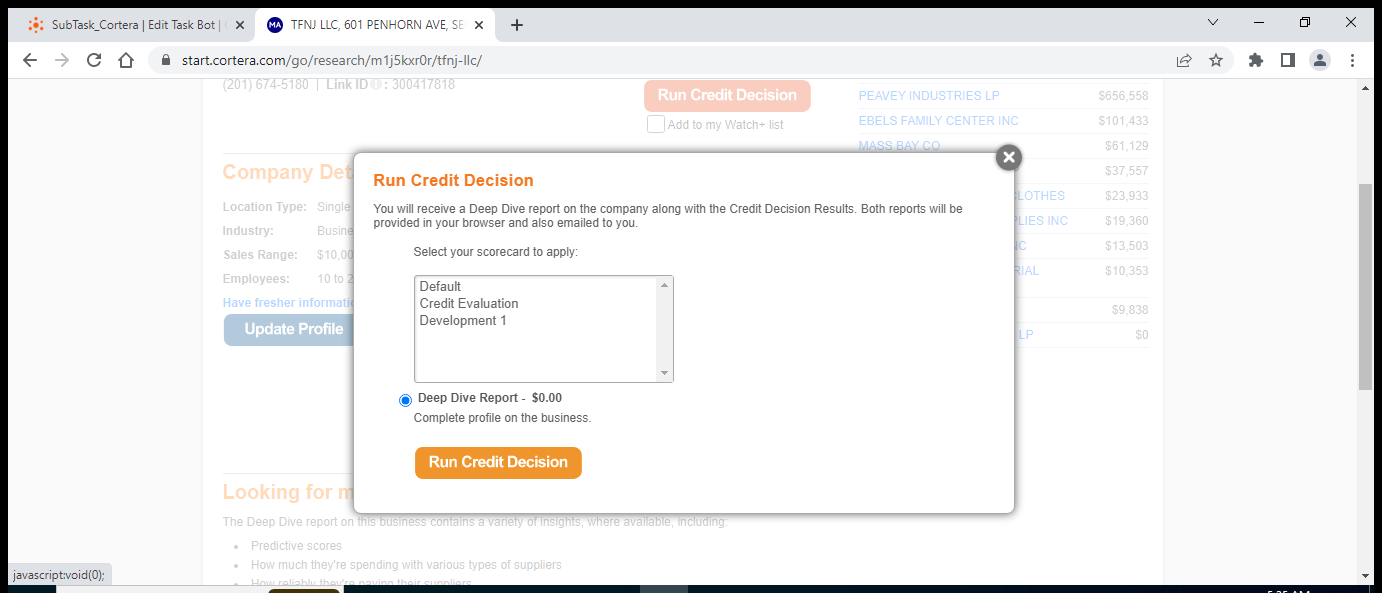 SubTask_Cortera | Edit Task Bot |
TFNJ LLC, 601 PENHORN AVE, SE
start.cortera.com/go/research/m1j5kxr0r/tfnj-llc/
(201) 674-5180 | Link ID : 300417818
Run Credit Decision
Add to my Watch+ list
PEAVEY INDUSTRIES LP $656,558
EBELS FAMILY CENTER INC $101,433
MASS BAY CO $61,129
$37,557
CLOTHES $23,933
PLIES INC $19,360
NC $13,503
RIAL $10,353
$9,838
LP $0
Company Det
Location Type: Single
Industry: Busine
Sales Range: $10,00
Employees: 10 to 2
Have fresher informatio
Update Profile
Run Credit Decision
You will receive a Deep Dive report on the company along with the Credit Decision Results. Both reports will be
provided in your browser and also emailed to you.
Select your scorecard to apply:
Default
Credit Evaluation
Development 1
Deep Dive Report - $0.00
Complete profile on the business.
Run Credit Decision
Looking for m
The Deep Dive report on this business contains a variety of insights, where available, including;
• Predictive scores
• How much they're spending with various types of suppliers
• How reliably they're paying their suppliers
javascript:void(0);
5:35 AM